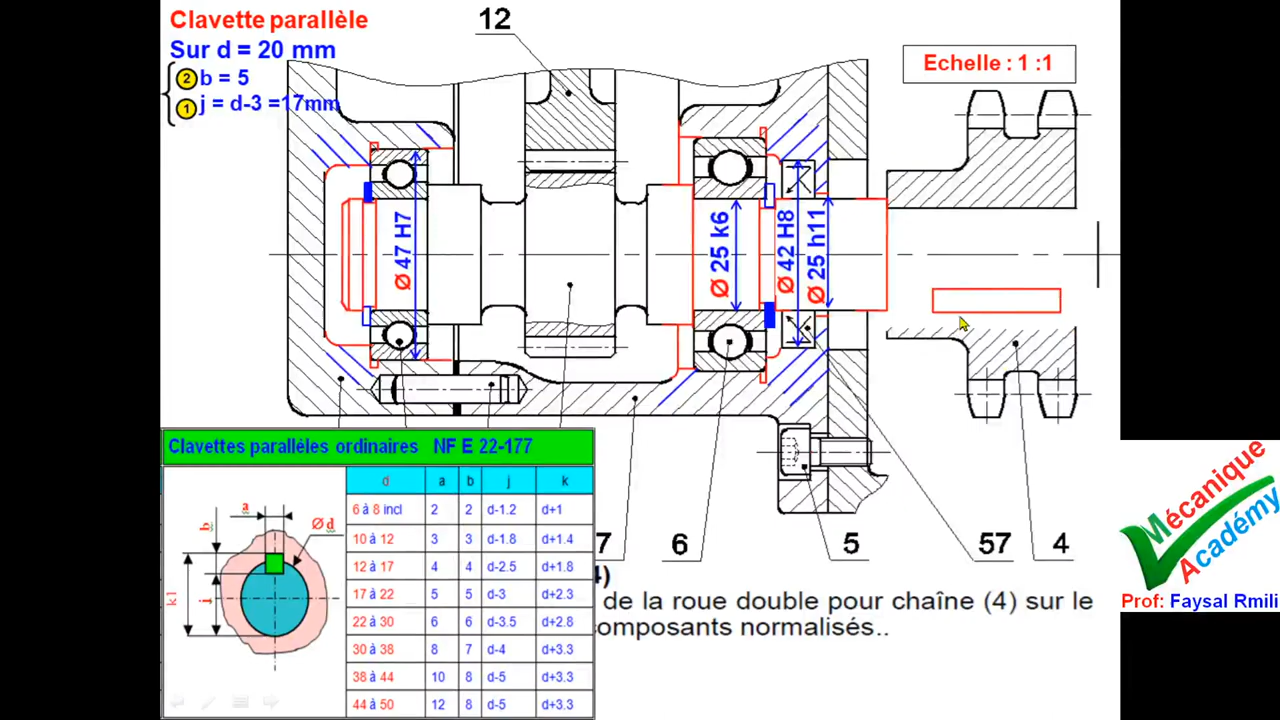 Clavette parallèle
Sur d = 20 mm
② b = 5
① j = d-3 =17mm
12
Echelle : 1 :1
Ø 47 H7
Ø 25 k6
Ø 42 H8
Ø 25 h11
7
6
5
57
4
4)
de la roue double pour chaîne (4) sur le
composants normalisés..
Clavettes parallèles ordinaires NF E 22-177
d a b j k
6 à 8 incl 2 2 d-1.2 d+1
10 à 12 3 3 d-1.8 d+1.4
12 à 17 4 4 d-2.5 d+1.8
17 à 22 5 5 d-3 d+2.3
22 à 30 6 6 d-3.5 d+2.8
30 à 38 8 7 d-4 d+3.3
38 à 44 10 8 d-5 d+3.3
44 à 50 12 8 d-5 d+3.3
a
b
Ø d
j
Mécanique
Académy
Prof: Faysal Rmili